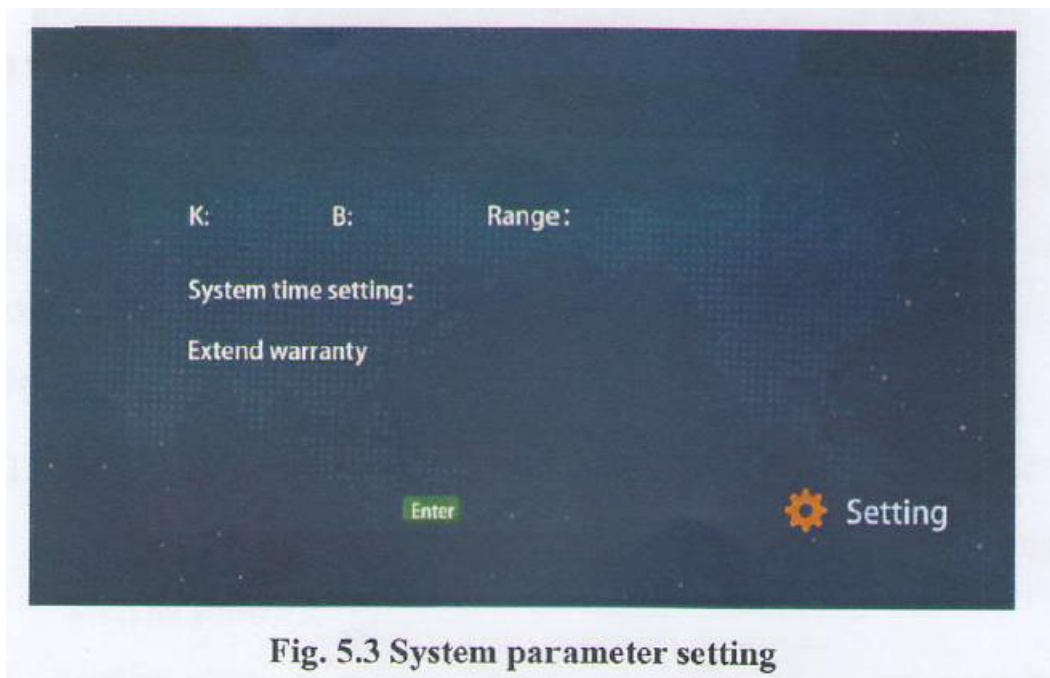 K: B: Range:
System time setting:
Extend warranty
Enter
Setting
Fig. 5.3 System parameter setting